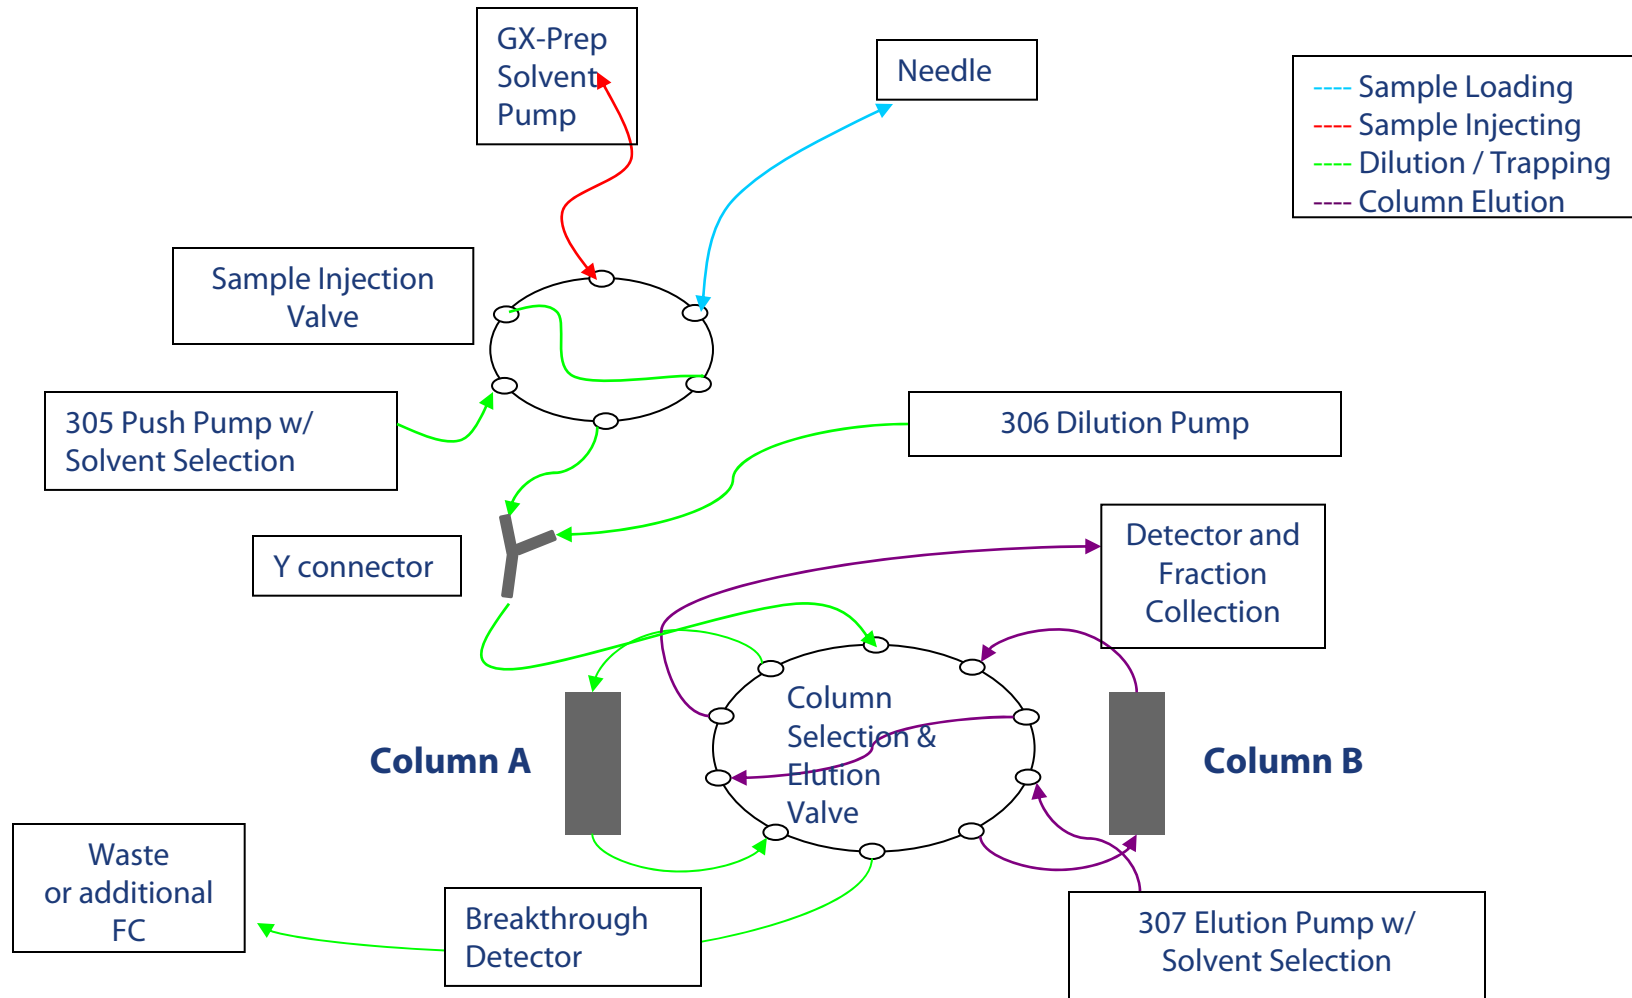 GX-Prep
Solvent
Pump
Needle
---- Sample Loading
---- Sample Injecting
---- Dilution / Trapping
---- Column Elution
Sample Injection
Valve
305 Push Pump w/
Solvent Selection
306 Dilution Pump
Y connector
Detector and
Fraction
Collection
Column A
Column
Selection &
Elution
Valve
Column B
Waste
or additional
FC
Breakthrough
Detector
307 Elution Pump w/
Solvent Selection